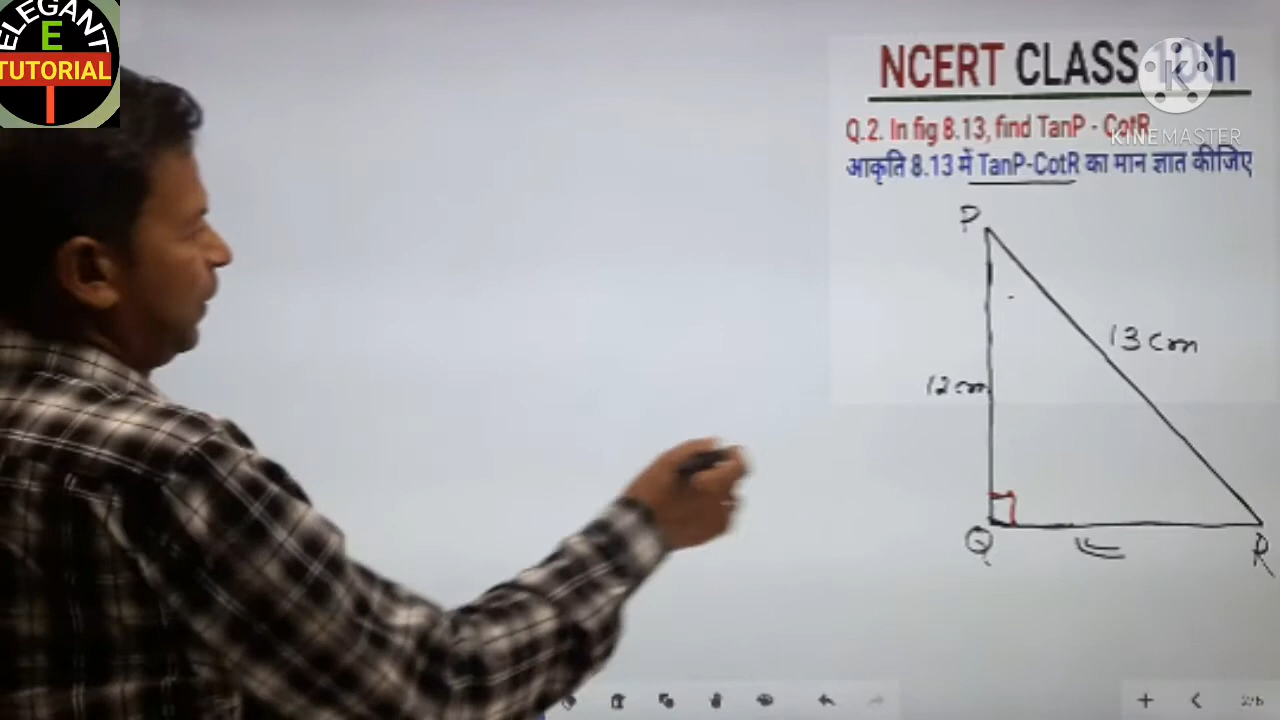 ELEGANT
E
TUTORIAL
NCERT CLASS 10th
Q.2. In fig 8.13, find TanP - CotR
KINEMASTER
आकृति 8.13 में TanP-CotR का मान ज्ञात कीजिए
P
13 cm
12 cm
Q
R